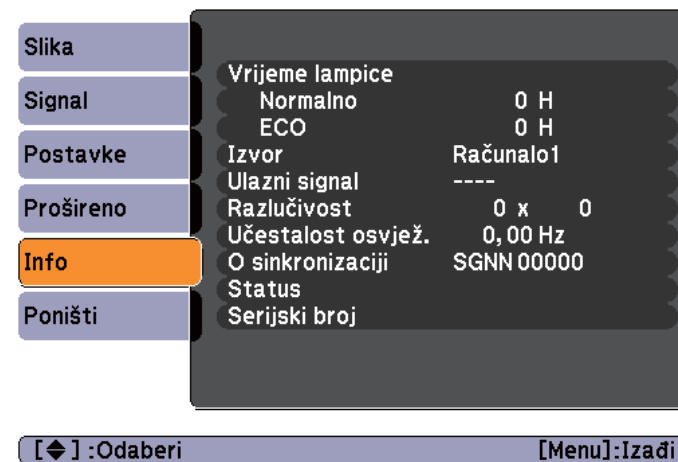 Slika
Signal
Postavke
Prošireno
Info
Poništi
Vrijeme lampice
Normalno 0 H
ECO 0 H
Izvor Računalo1
Ulazni signal ----
Razlučivost 0 x 0
Učestalost osvjež. 0,00 Hz
O sinkronizaciji SGNN 00000
Status
Serijski broj
[◆] :Odaberi [Menu]:Izađi